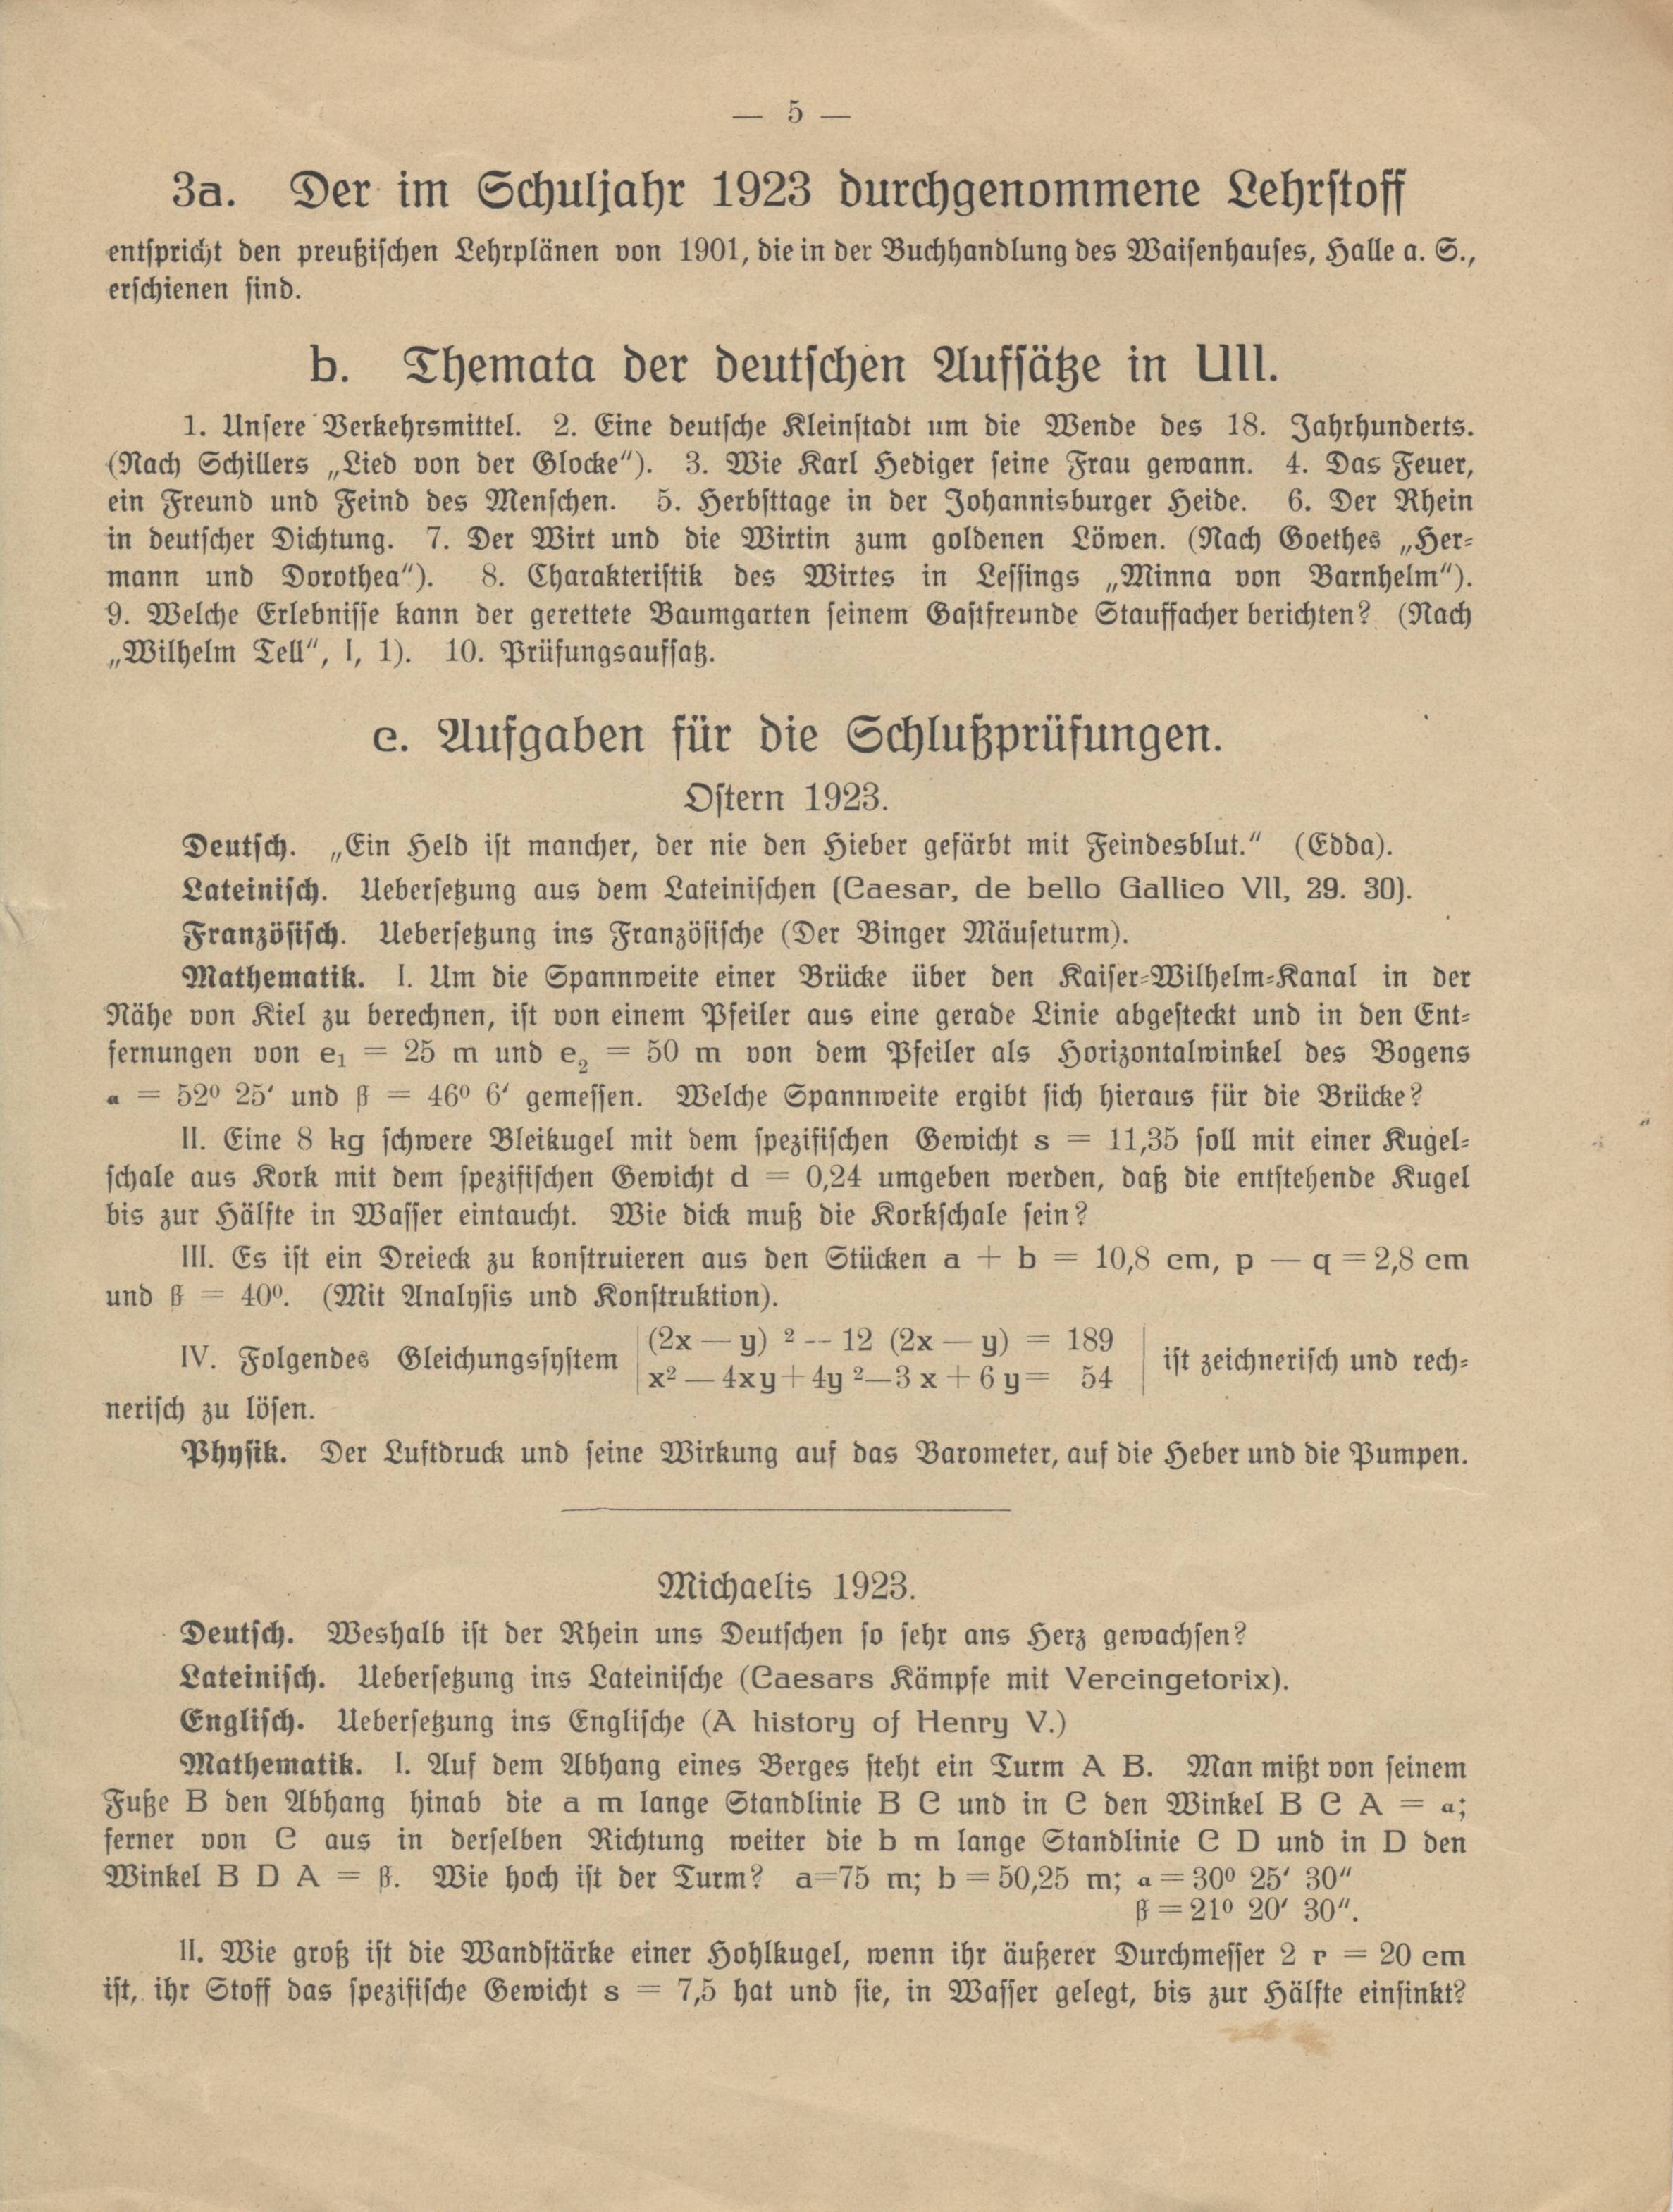 — 5 —
3a. Der im Schuljahr 1923 durchgenommene Lehrstoff
entspricht den preußischen Lehrplänen von 1901, die in der Buchhandlung des Waisenhauses, Halle a. S.,
erschienen sind.
b. Themata der deutschen Aufsätze in UII.
1. Unsere Verkehrsmittel. 2. Eine deutsche Kleinstadt um die Wende des 18. Jahrhunderts.
(Nach Schillers „Lied von der Glocke“). 3. Wie Karl Hediger seine Frau gewann. 4. Das Feuer,
ein Freund und Feind des Menschen. 5. Herbsttage in der Johannisburger Heide. 6. Der Rhein
in deutscher Dichtung. 7. Der Wirt und die Wirtin zum goldenen Löwen. (Nach Goethes „Her-
mann und Dorothea“). 8. Charakteristik des Wirtes in Lessings „Minna von Barnhelm“).
9. Welche Erlebnisse kann der gerettete Baumgarten seinem Gastfreunde Stauffacher berichten? (Nach
„Wilhelm Tell“, I, 1). 10. Prüfungsaufsatz.
c. Aufgaben für die Schlußprüfungen.
Ostern 1923.
Deutsch. „Ein Held ist mancher, der nie den Hieber gefärbt mit Feindesblut.“ (Edda).
Lateinisch. Uebersetzung aus dem Lateinischen (Caesar, de bello Gallico VII, 29. 30).
Französisch. Uebersetzung ins Französische (Der Binger Mäuseturm).
Mathematik. I. Um die Spannweite einer Brücke über den Kaiser-Wilhelm-Kanal in der
Nähe von Kiel zu berechnen, ist von einem Pfeiler aus eine gerade Linie abgesteckt und in den Ent-
fernungen von e₁ = 25 m und e₂ = 50 m von dem Pfeiler als Horizontalwinkel des Bogens
α = 52⁰ 25′ und β = 46⁰ 6′ gemessen. Welche Spannweite ergibt sich hieraus für die Brücke?
II. Eine 8 kg schwere Bleikugel mit dem spezifischen Gewicht s = 11,35 soll mit einer Kugel-
schale aus Kork mit dem spezifischen Gewicht d = 0,24 umgeben werden, daß die entstehende Kugel
bis zur Hälfte in Wasser eintaucht. Wie dick muß die Korkschale sein?
III. Es ist ein Dreieck zu konstruieren aus den Stücken a + b = 10,8 cm, p — q = 2,8 cm
und β = 40⁰. (Mit Analysis und Konstruktion).
(2x — y) ² -- 12 (2x — y) = 189
IV. Folgendes Gleichungssystem ist zeichnerisch und rech-
x² — 4xy + 4y ² — 3 x + 6 y = 54
nerisch zu lösen.
Physik. Der Luftdruck und seine Wirkung auf das Barometer, auf die Heber und die Pumpen.
Michaelis 1923.
Deutsch. Weshalb ist der Rhein uns Deutschen so sehr ans Herz gewachsen?
Lateinisch. Uebersetzung ins Lateinische (Caesars Kämpfe mit Vercingetorix).
Englisch. Uebersetzung ins Englische (A history of Henry V.)
Mathematik. I. Auf dem Abhang eines Berges steht ein Turm A B. Man mißt von seinem
Fuße B den Abhang hinab die a m lange Standlinie B C und in C den Winkel B C A = α;
ferner von C aus in derselben Richtung weiter die b m lange Standlinie C D und in D den
Winkel B D A = β. Wie hoch ist der Turm? a=75 m; b = 50,25 m; α = 30⁰ 25′ 30″
β = 21⁰ 20′ 30″.
II. Wie groß ist die Wandstärke einer Hohlkugel, wenn ihr äußerer Durchmesser 2 r = 20 cm
ist, ihr Stoff das spezifische Gewicht s = 7,5 hat und sie, in Wasser gelegt, bis zur Hälfte einsinkt?